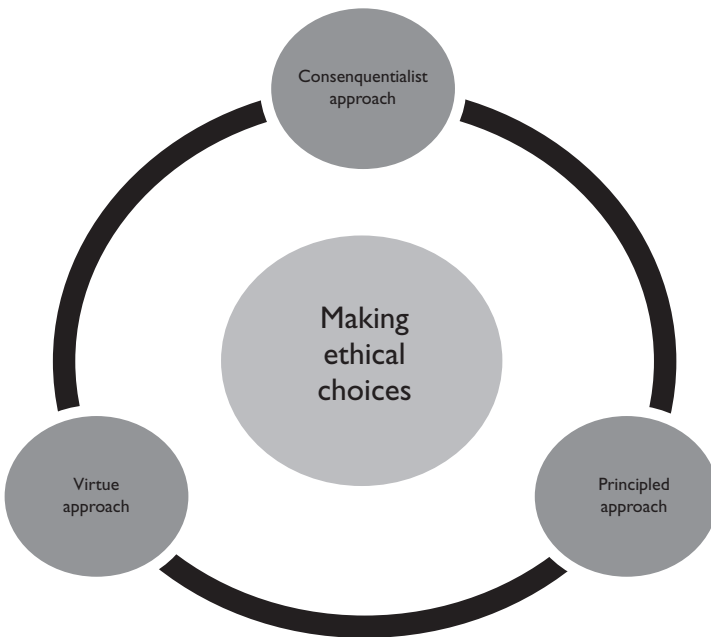 Consenquentialist
approach
Making
ethical
choices
Virtue
approach
Principled
approach